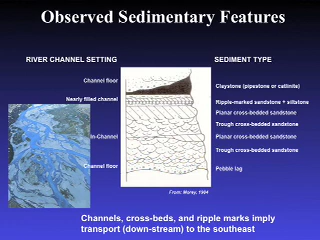 Observed Sedimentary Features
RIVER CHANNEL SETTING
SEDIMENT TYPE
Channel floor
Nearly filled channel
In-Channel
Channel floor
Claystone (pipestone or catlinite)
Ripple-marked sandstone + siltstone
Planar cross-bedded sandstone
Trough cross-bedded sandstone
Planar cross-bedded sandstone
Trough cross-bedded sandstone
Pebble lag
From: Morey, 1984
Channels, cross-beds, and ripple marks imply
transport (down-stream) to the southeast